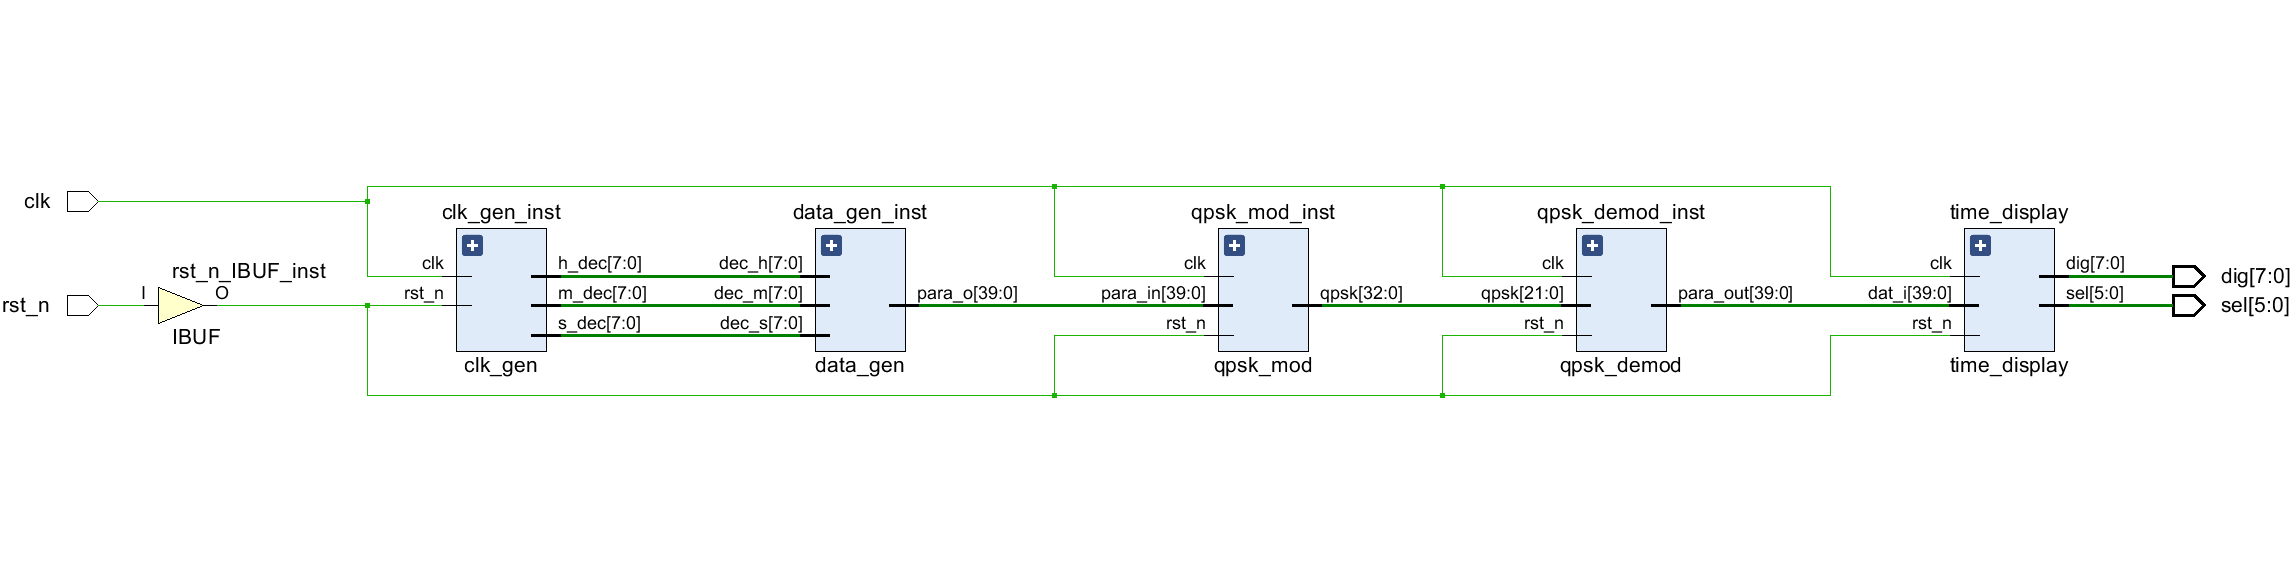 clk
rst_n
rst_n_IBUF_inst
I
O
IBUF
clk_gen_inst
clk
rst_n
h_dec[7:0]
m_dec[7:0]
s_dec[7:0]
clk_gen
data_gen_inst
dec_h[7:0]
dec_m[7:0]
dec_s[7:0]
para_o[39:0]
data_gen
qpsk_mod_inst
clk
para_in[39:0]
rst_n
qpsk[32:0]
qpsk_mod
qpsk_demod_inst
clk
qpsk[21:0]
rst_n
para_out[39:0]
qpsk_demod
time_display
clk
dat_i[39:0]
rst_n
dig[7:0]
sel[5:0]
time_display
dig[7:0]
sel[5:0]